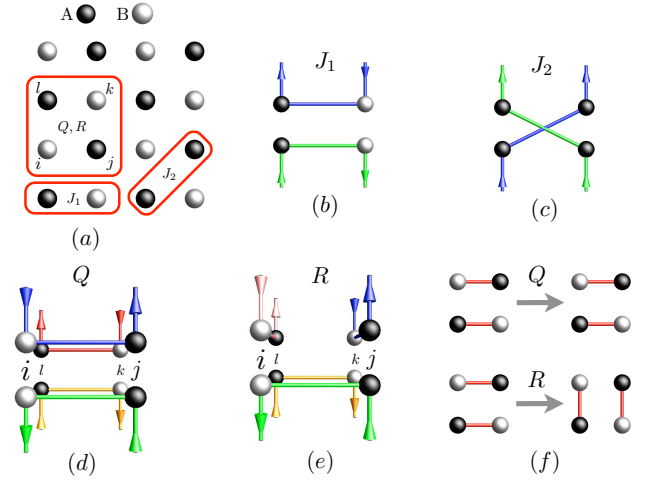 A B
l k
Q, R
i j
J₁ J₂
(a)
J₁
(b)
J₂
(c)
Q
i l k j
(d)
R
i l k j
(e)
Q
R
(f)